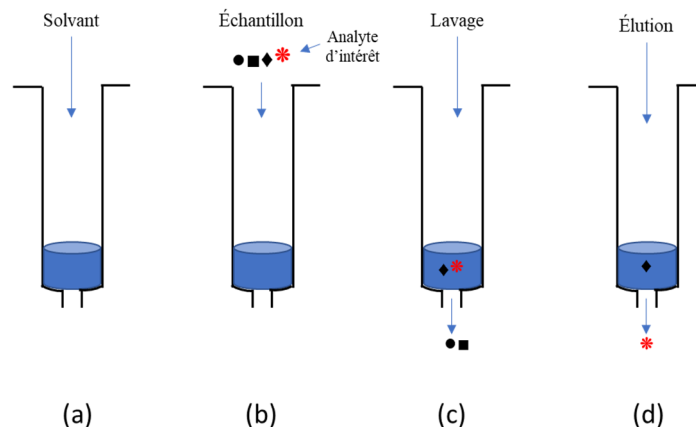 Solvant
Échantillon
Analyte
d'intérêt
Lavage
Élution
(a)
(b)
(c)
(d)